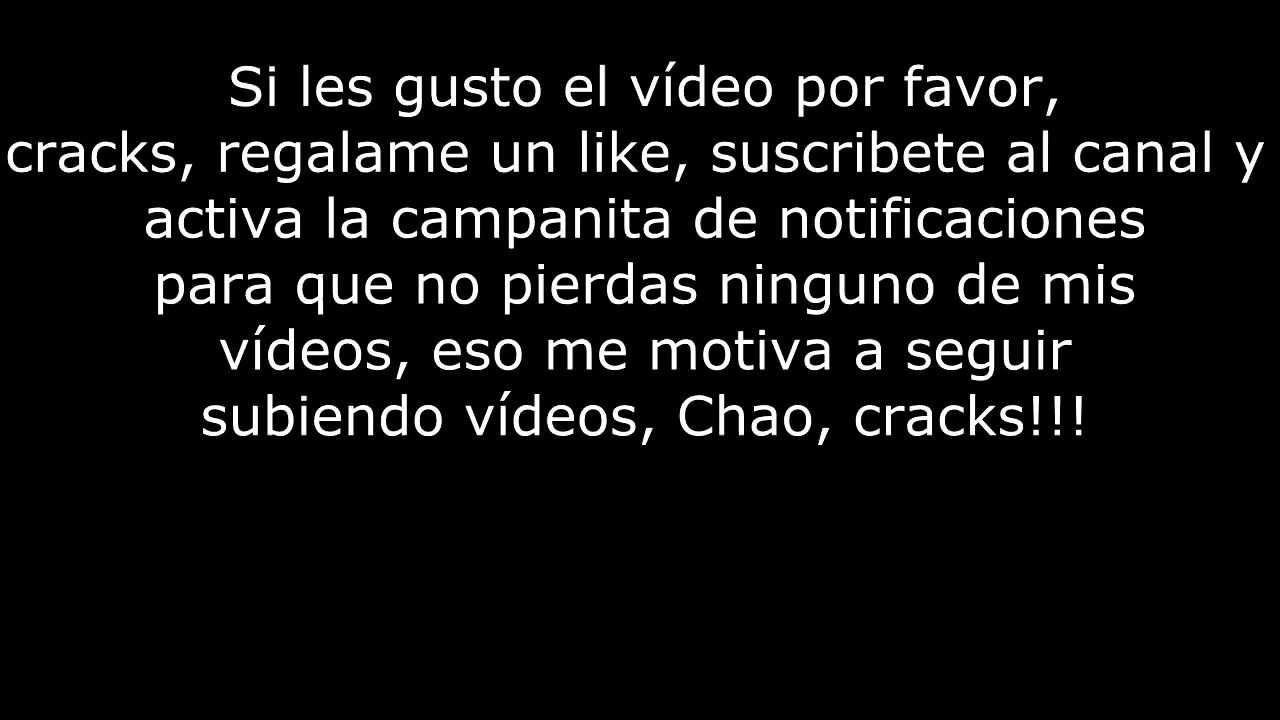 Si les gusto el vídeo por favor,
cracks, regalame un like, suscribete al canal y
activa la campanita de notificaciones
para que no pierdas ninguno de mis
vídeos, eso me motiva a seguir
subiendo vídeos, Chao, cracks!!!